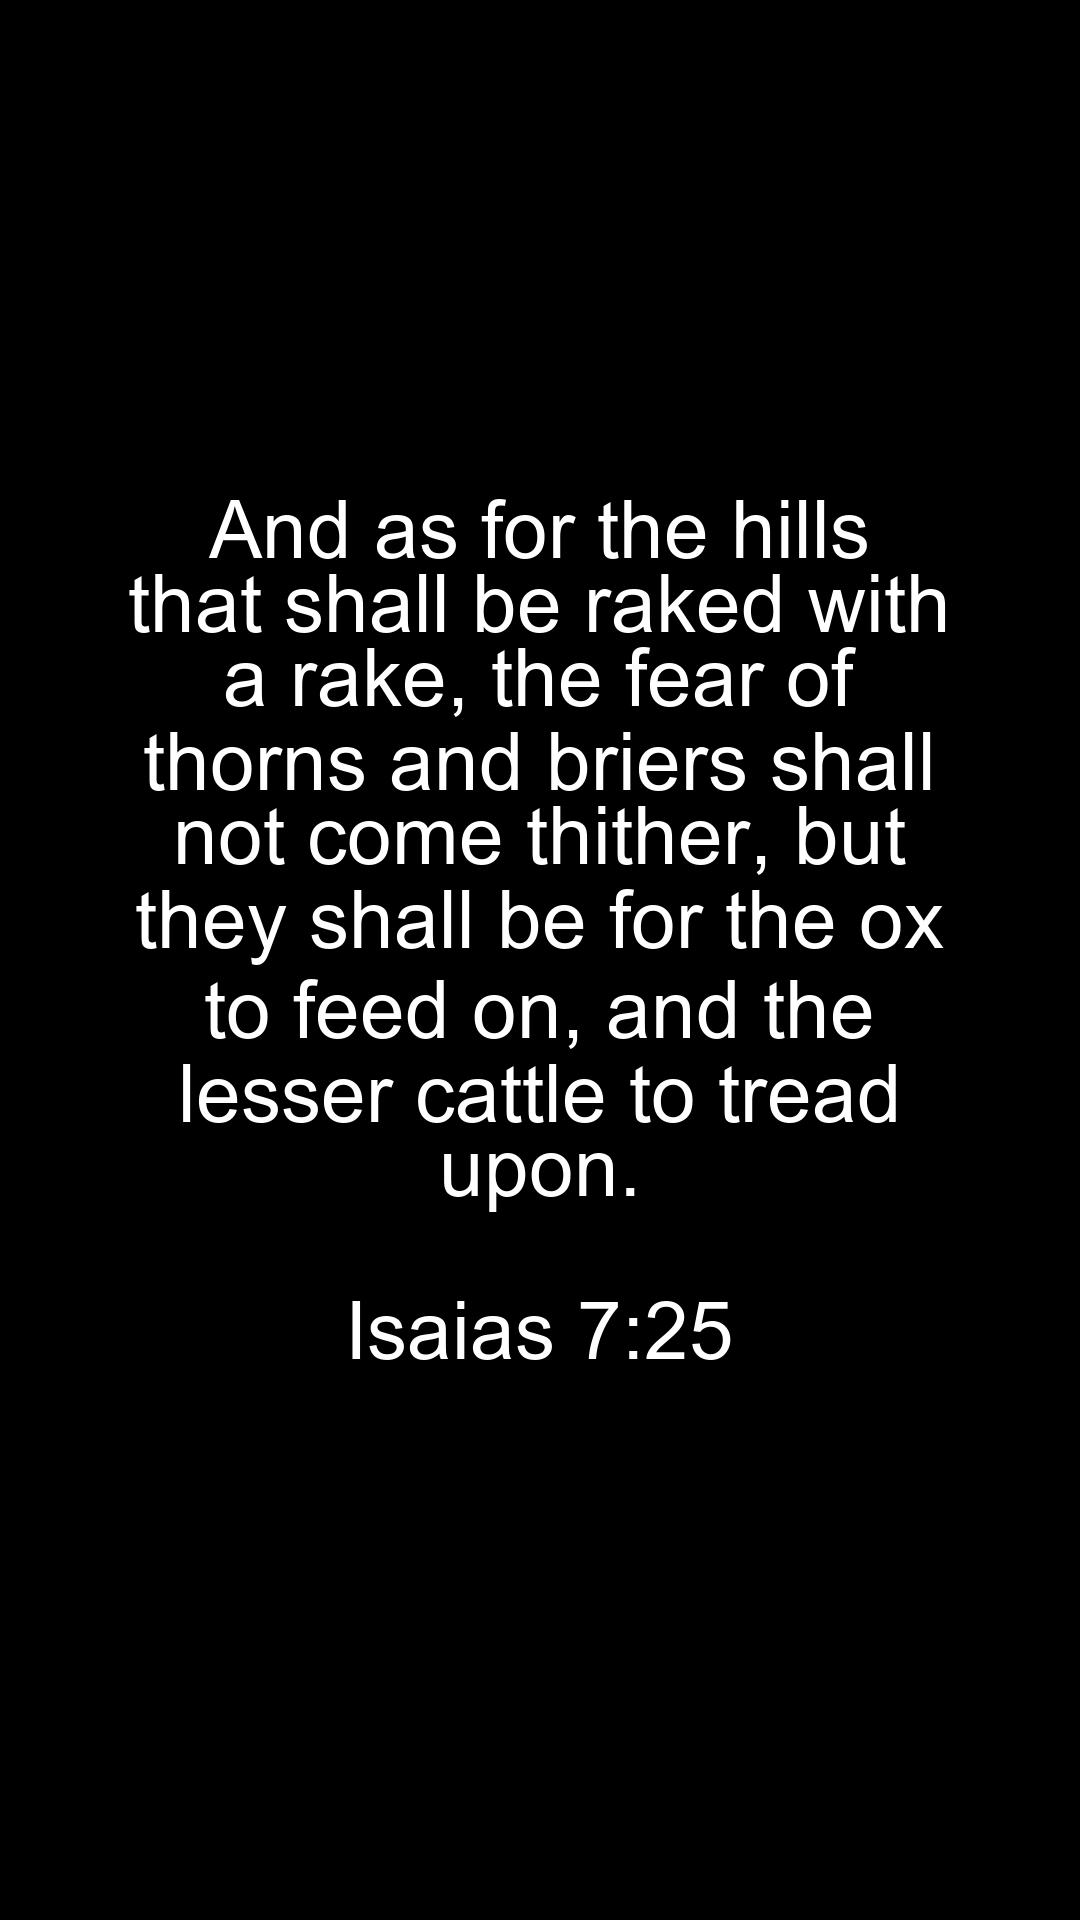 And as for the hills
that shall be raked with
a rake, the fear of
thorns and briers shall
not come thither, but
they shall be for the ox
to feed on, and the
lesser cattle to tread
upon.
Isaias 7:25